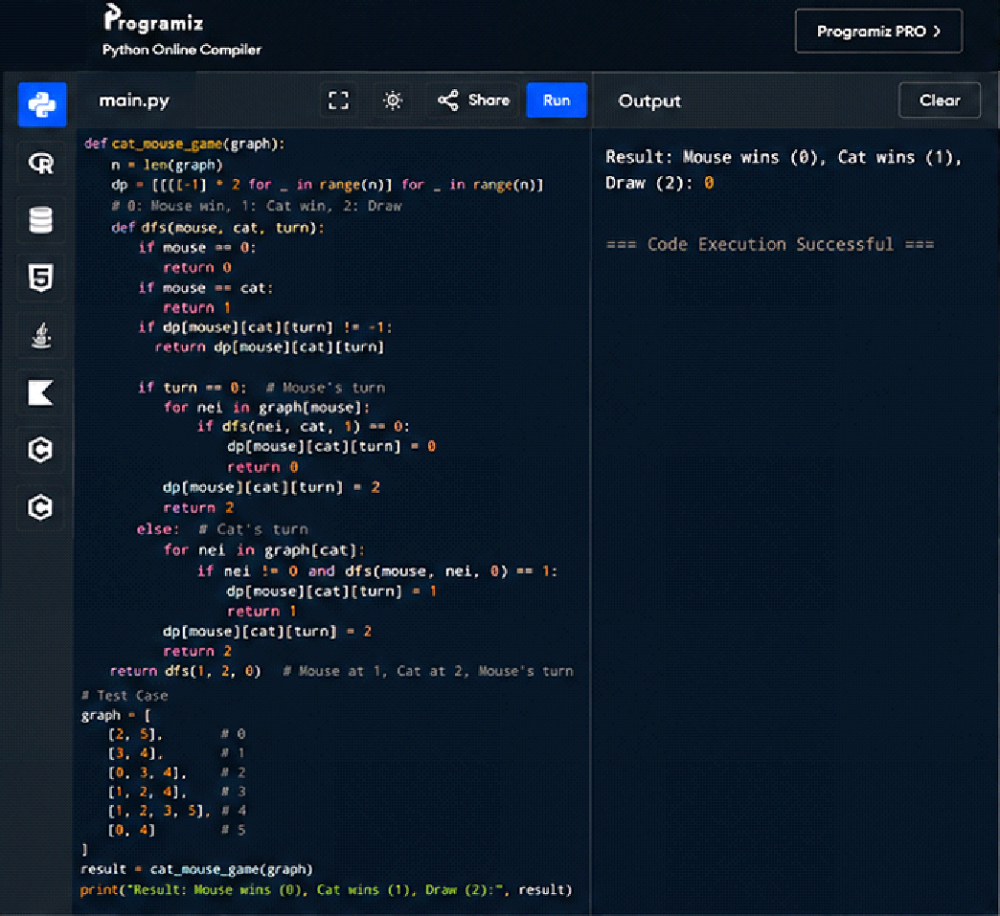 Programiz
Python Online Compiler
Programiz PRO >
main.py
Share
Run
Output
Clear
def cat_mouse_game(graph):
    n = len(graph)
    dp = [[[[-1] * 2 for _ in range(n)] for _ in range(n)]
    # 0: Mouse win, 1: Cat win, 2: Draw
    def dfs(mouse, cat, turn):
        if mouse == 0:
            return 0
        if mouse == cat:
            return 1
        if dp[mouse][cat][turn] != -1:
            return dp[mouse][cat][turn]
        if turn == 0:  # Mouse's turn
            for nei in graph[mouse]:
                if dfs(nei, cat, 1) == 0:
                    dp[mouse][cat][turn] = 0
                    return 0
            dp[mouse][cat][turn] = 2
            return 2
        else:  # Cat's turn
            for nei in graph[cat]:
                if nei != 0 and dfs(mouse, nei, 0) == 1:
                    dp[mouse][cat][turn] = 1
                    return 1
            dp[mouse][cat][turn] = 2
            return 2
    return dfs(1, 2, 0)  # Mouse at 1, Cat at 2, Mouse's turn
# Test Case
graph = [
    [2, 5],       # 0
    [3, 4],       # 1
    [0, 3, 4],    # 2
    [1, 2, 4],    # 3
    [1, 2, 3, 5], # 4
    [0, 4]        # 5
]
result = cat_mouse_game(graph)
print("Result: Mouse wins (0), Cat wins (1), Draw (2):", result)
Result: Mouse wins (0), Cat wins (1),
Draw (2): 0
=== Code Execution Successful ===